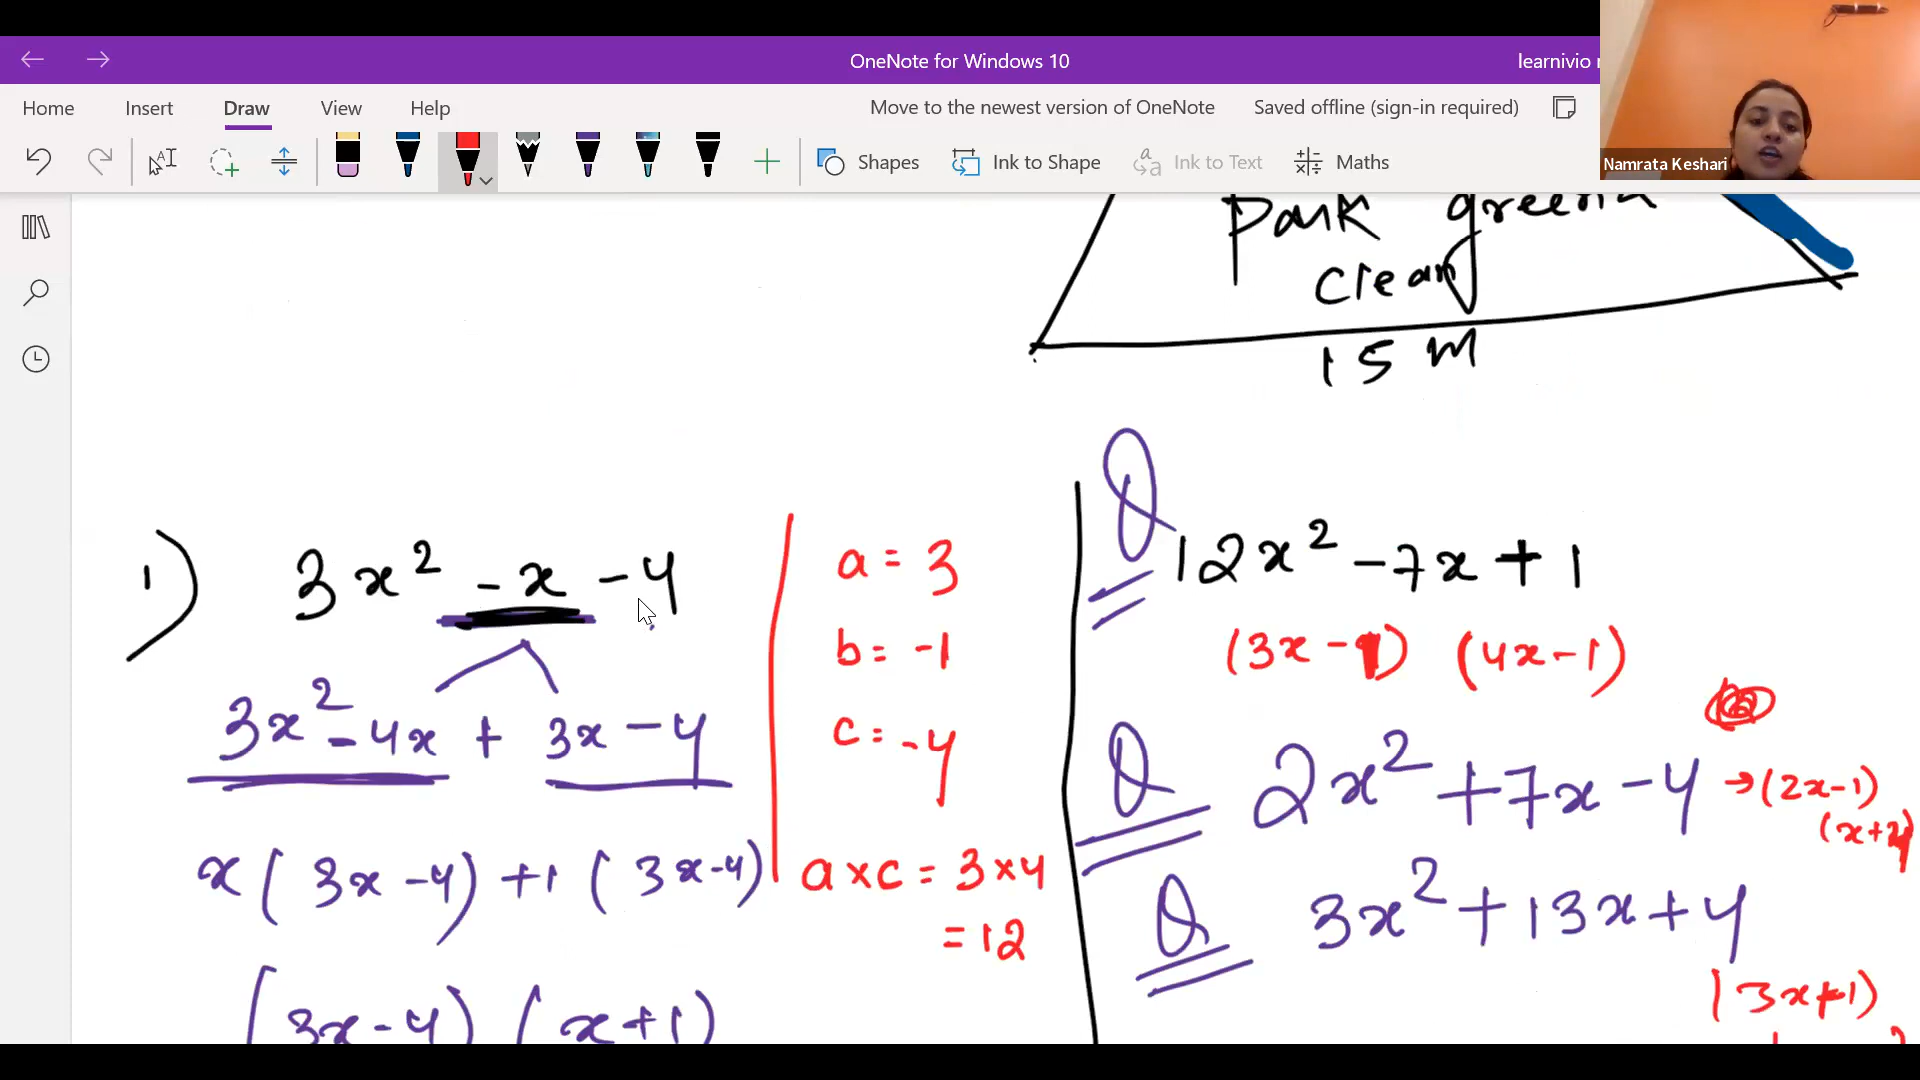 OneNote for Windows 10
learnivio
Home Insert Draw View Help
Move to the newest version of OneNote Saved offline (sign-in required)
Shapes Ink to Shape Ink to Text Maths
Namrata Keshari
Park
clean
15 M
1) 3x² - x - 4
3x² - 4x + 3x - 4
x ( 3x - 4 ) + 1 ( 3x - 4 )
( 3x - 4 ) ( x + 1 )
a = 3
b = -1
c = -4
a × c = 3 × 4
= 12
Q 12x² - 7x + 1
(3x - 1) (4x - 1)
Q 2x² + 7x - 4 → (2x - 1)
(x + 4)
Q 3x² + 13x + 4
(3x + 1)